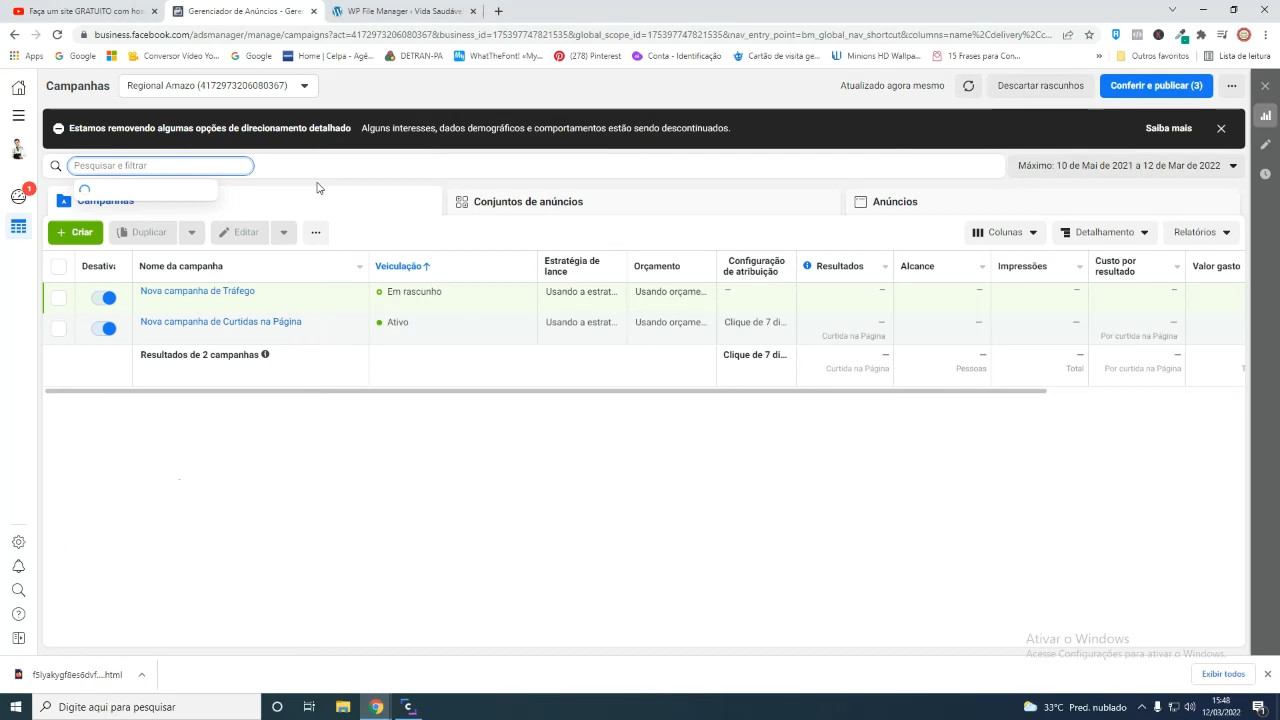 Faça um site GRATUITO com hos
Gerenciador de Anúncios - Geren
WP File Manager ‹ Vida Saudáve
business.facebook.com/adsmanager/manage/campaigns?act=4172973206080367&business_id=175397747821535&global_scope_id=175397747821535&nav_entry_point=bm_global_nav_shortcut&columns=name%2Cdelivery%2Cc...
Apps
Google
Conversor Vídeo Yo...
Google
Home | Celpa - Agê...
DETRAN-PA
WhatTheFont! «My...
(278) Pinterest
Conta - Identificação
Cartão de visita ge...
Minions HD Wallpa...
15 Frases para Con...
»
Outros favoritos
Lista de leitura
Campanhas
Regional Amazo (4172973206080367)
Atualizado agora mesmo
Descartar rascunhos
Conferir e publicar (3)
Estamos removendo algumas opções de direcionamento detalhado
Alguns interesses, dados demográficos e comportamentos estão sendo descontinuados.
Saiba mais
Pesquisar e filtrar
Máximo: 10 de Mai de 2021 a 12 de Mar de 2022
1
Campanhas
Conjuntos de anúncios
Anúncios
+ Criar
Duplicar
Editar
Colunas
Detalhamento
Relatórios
Desativa
Nome da campanha
Veiculação↑
Estratégia de lance
Orçamento
Configuração de atribuição
Resultados
Alcance
Impressões
Custo por resultado
Valor gasto
Nova campanha de Tráfego
Em rascunho
Usando a estrat...
Usando orçame...
—
—
—
—
—
Nova campanha de Curtidas na Página
Ativo
Usando a estrat...
Usando orçame...
Clique de 7 di...
—
—
—
—
Curtida na Página
Por curtida na Página
Resultados de 2 campanhas
Clique de 7 di...
—
—
—
—
Curtida na Página
Pessoas
Total
Por curtida na Página
T
Ativar o Windows
Acesse Configurações para ativar o Windows.
f5lyakygf8es6dvf....html
Exibir todos
Digite aqui para pesquisar
33°C Pred. nublado
15:48
12/03/2022
1